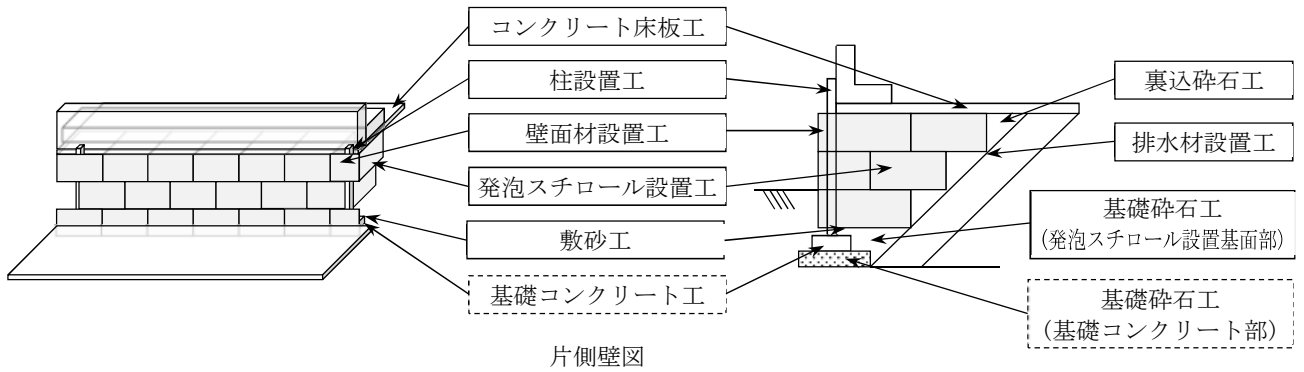 コンクリート床板工
柱設置工
壁面材設置工
発泡スチロール設置工
敷砂工
基礎コンクリート工
裏込砕石工
排水材設置工
基礎砕石工
(発泡スチロール設置基面部)
基礎砕石工
(基礎コンクリート部)
片側壁図